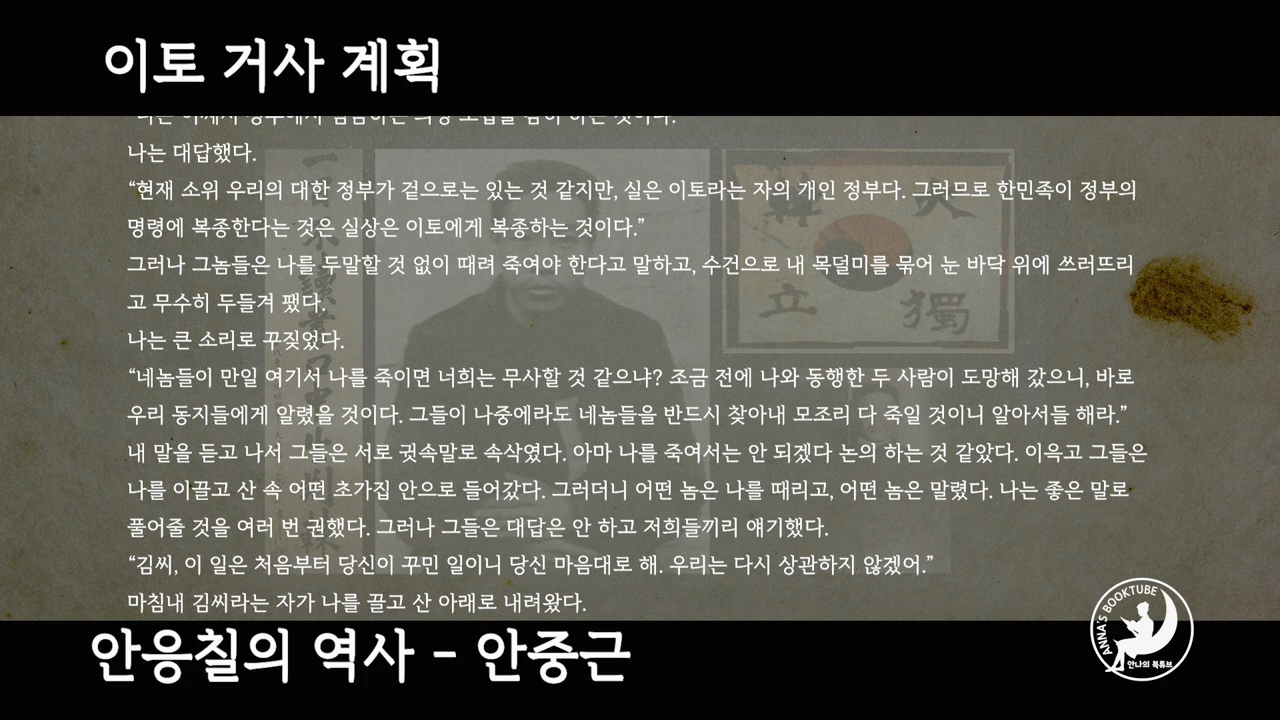 이토 거사 계획
나는 대답했다.
“현재 소위 우리의 대한 정부가 겉으로는 있는 것 같지만, 실은 이토라는 자의 개인 정부다. 그러므로 한민족이 정부의
명령에 복종한다는 것은 실상은 이토에게 복종하는 것이다.”
그러나 그놈들은 나를 두말할 것 없이 때려 죽여야 한다고 말하고, 수건으로 내 목덜미를 묶어 눈 바닥 위에 쓰러뜨리
고 무수히 두들겨 팼다.
나는 큰 소리로 꾸짖었다.
“네놈들이 만일 여기서 나를 죽이면 너희는 무사할 것 같으냐? 조금 전에 나와 동행한 두 사람이 도망해 갔으니, 바로
우리 동지들에게 알렸을 것이다. 그들이 나중에라도 네놈들을 반드시 찾아내 모조리 다 죽일 것이니 알아서들 해라.”
내 말을 듣고 나서 그들은 서로 귓속말로 속삭였다. 아마 나를 죽여서는 안 되겠다 논의 하는 것 같았다. 이윽고 그들은
나를 이끌고 산 속 어떤 초가집 안으로 들어갔다. 그러더니 어떤 놈은 나를 때리고, 어떤 놈은 말렸다. 나는 좋은 말로
풀어줄 것을 여러 번 권했다. 그러나 그들은 대답은 안 하고 저희들끼리 얘기했다.
“김씨, 이 일은 처음부터 당신이 꾸민 일이니 당신 마음대로 해. 우리는 다시 상관하지 않겠어.”
마침내 김씨라는 자가 나를 끌고 산 아래로 내려왔다.
안응칠의 역사 - 안중근
ANNA'S BOOKTUBE
안나의 북튜브
韓 大
立 獨